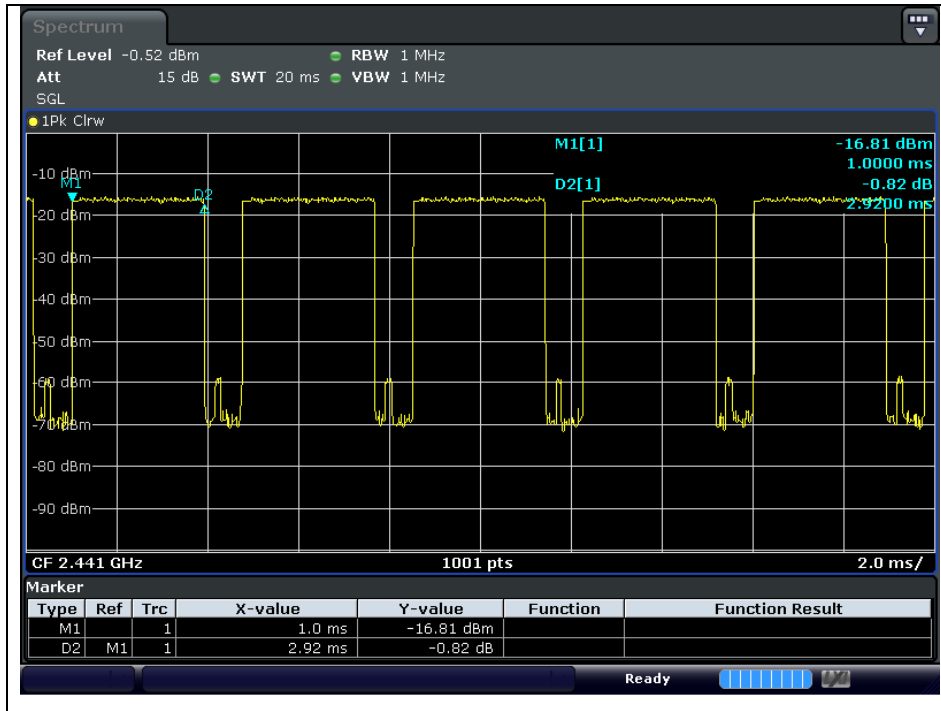 Spectrum
Ref Level -0.52 dBm RBW 1 MHz
Att 15 dB SWT 20 ms VBW 1 MHz
SGL
1Pk Clrw
M1[1] -16.81 dBm
1.0000 ms
D2[1] -0.82 dB
2.9200 ms
M1
D2
-10 dBm
-20 dBm
-30 dBm
-40 dBm
-50 dBm
-60 dBm
-70 dBm
-80 dBm
-90 dBm
CF 2.441 GHz 1001 pts 2.0 ms/
Marker
Type Ref Trc X-value Y-value Function Function Result
M1 1 1.0 ms -16.81 dBm
D2 M1 1 2.92 ms -0.82 dB
Ready